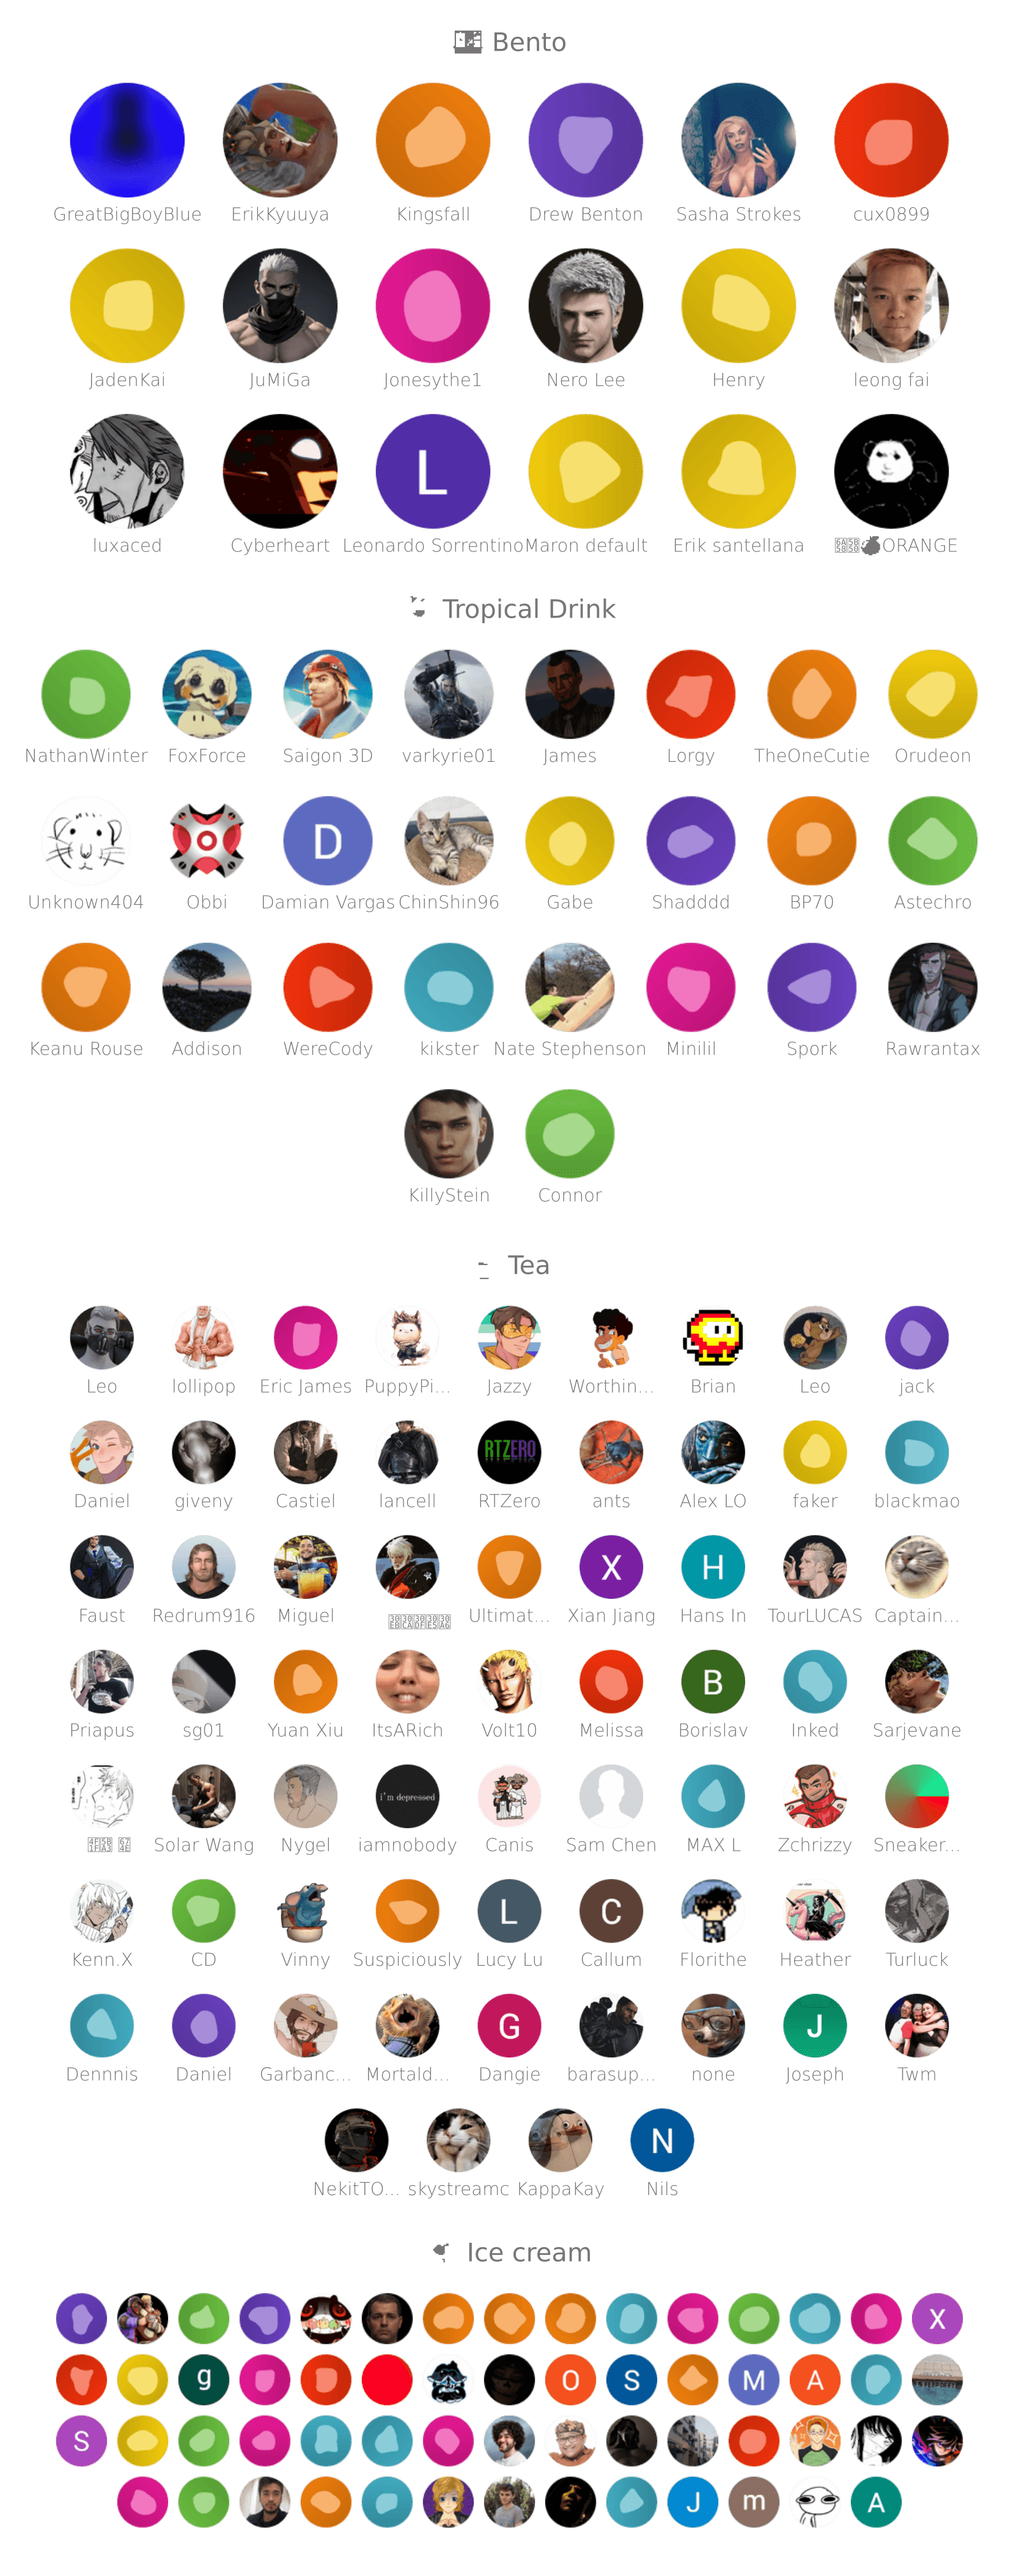 Bento
GreatBigBoyBlue ErikKyuuya Kingsfall Drew Benton Sasha Strokes cux0899
JadenKai JuMiGa Jonesythe1 Nero Lee Henry leong fai
L
luxaced Cyberheart Leonardo Sorrentino Maron default Erik santellana ORANGE
Tropical Drink
NathanWinter FoxForce Saigon 3D varkyrie01 James Lorgy TheOneCutie Orudeon
D
Unknown404 Obbi Damian Vargas ChinShin96 Gabe Shadddd BP70 Astechro
Keanu Rouse Addison WereCody kikster Nate Stephenson Minilil Spork Rawrantax
KillyStein Connor
Tea
Leo lollipop Eric James PuppyPi... Jazzy Worthin... Brian Leo jack
RTZERO
Daniel giveny Castiel lancell RTZero ants Alex LO faker blackmao
X H
Faust Redrum916 Miguel Ultimat... Xian Jiang Hans In TourLUCAS Captain...
B
Priapus sg01 Yuan Xiu ItsARich Volt10 Melissa Borislav Inked Sarjevane
i'm depressed
Solar Wang Nygel iamnobody Canis Sam Chen MAX L Zchrizzy Sneaker...
L C
Kenn.X CD Vinny Suspiciously Lucy Lu Callum Florithe Heather Turluck
G J
Dennnis Daniel Garbanc... Mortald... Dangie barasup... none Joseph Twm
N
NekitTO... skystreamc KappaKay Nils
Ice cream
X
g O S M A
S
J m A